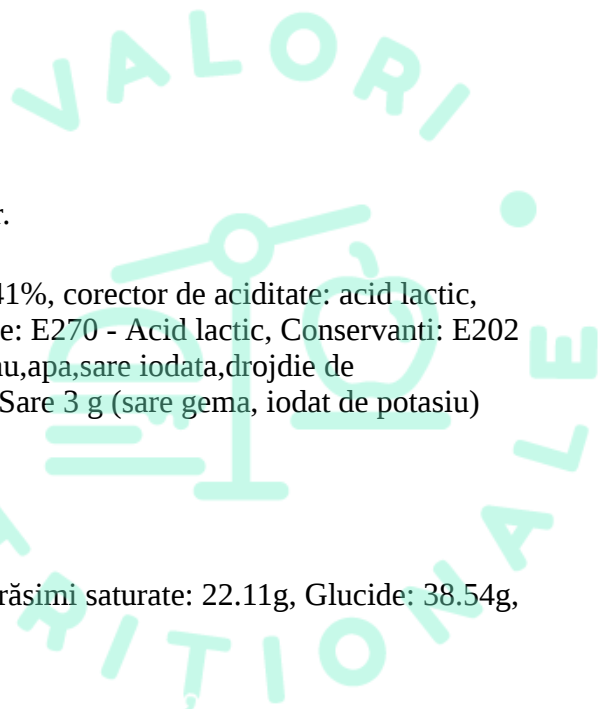 VALORI
r.
41%, corector de aciditate: acid lactic,
e: E270 - Acid lactic, Conservanti: E202
u,apa,sare iodata,drojdie de
Sare 3 g (sare gema, iodat de potasiu)
răsimi saturate: 22.11g, Glucide: 38.54g,
TRIȚIONALE